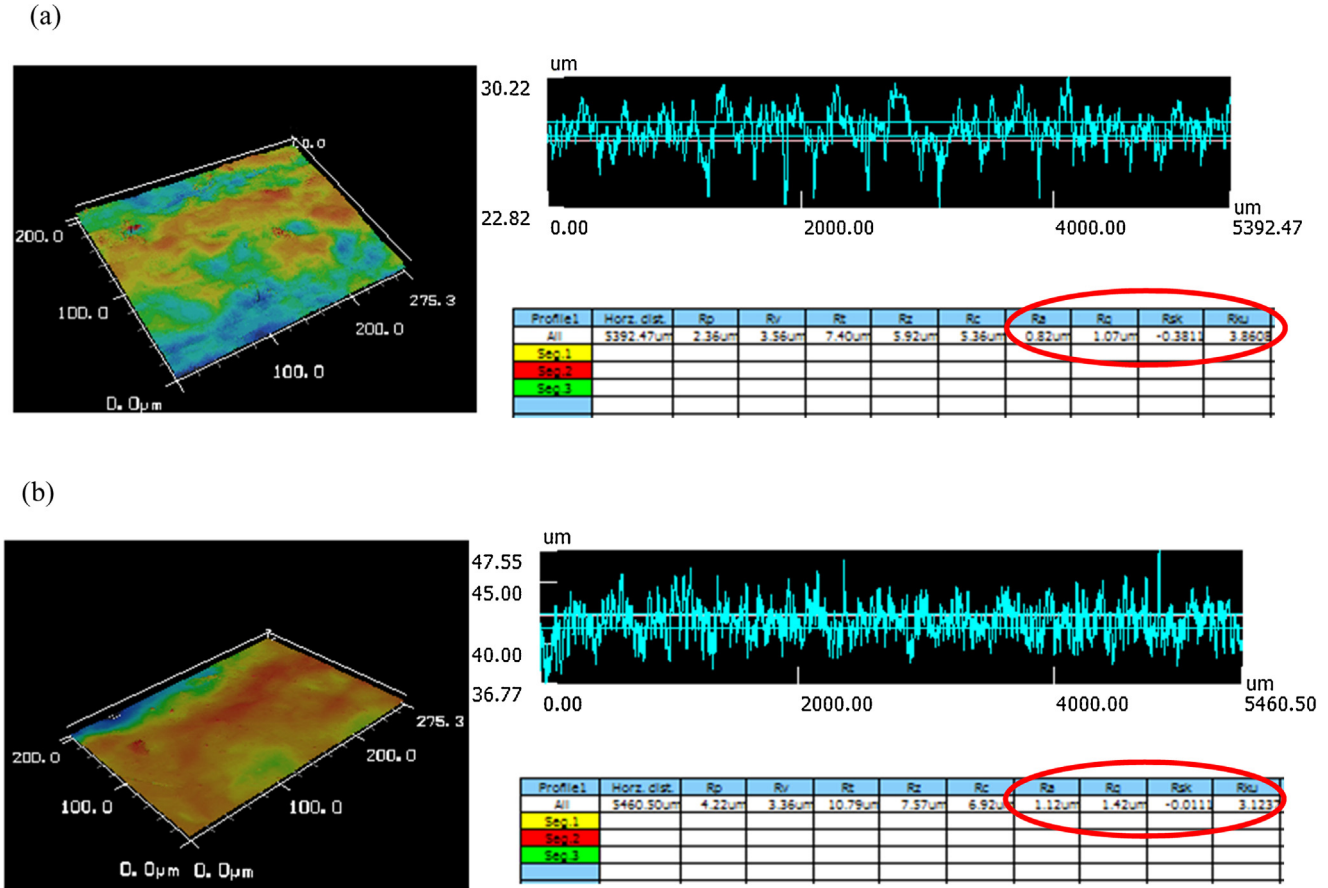 (a)
um
30.22
22.82
0.00 2000.00 4000.00 5392.47
um
0.0
200.0
100.0
0.0µm
100.0
200.0
275.3
Profile1 Horz. dist. Rp Rv Rt Rz Rc Ra Rq Rsk Rku
All 5392.47um 2.36um 3.56um 7.40um 5.92um 5.36um 0.82um 1.07um -0.3811 3.8608
Seg.1
Seg.2
Seg.3
(b)
um
47.55
45.00
40.00
36.77
0.00 2000.00 4000.00 5460.50
um
200.0
100.0
0.0µm 0.0µm
100.0
200.0
275.3
Profile1 Horz. dist. Rp Rv Rt Rz Rc Ra Rq Rsk Rku
All 5460.50um 4.22um 3.36um 10.79um 7.57um 6.92um 1.12um 1.42um -0.0111 3.123
Seg.1
Seg.2
Seg.3